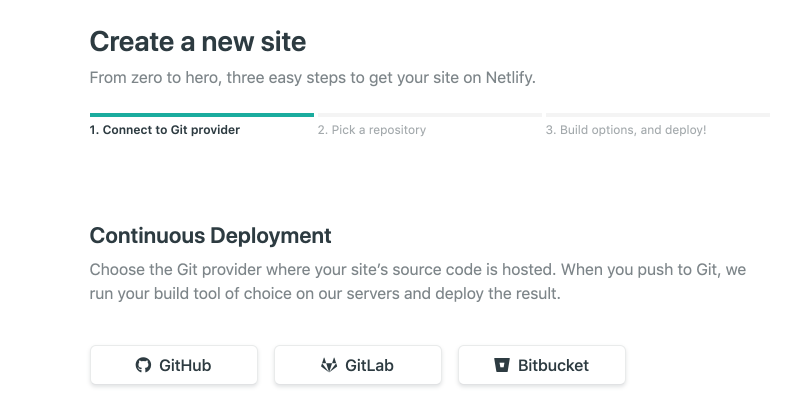 Create a new site
From zero to hero, three easy steps to get your site on Netlify.
1. Connect to Git provider
2. Pick a repository
3. Build options, and deploy!
Continuous Deployment
Choose the Git provider where your site’s source code is hosted. When you push to Git, we
run your build tool of choice on our servers and deploy the result.
GitHub
GitLab
Bitbucket